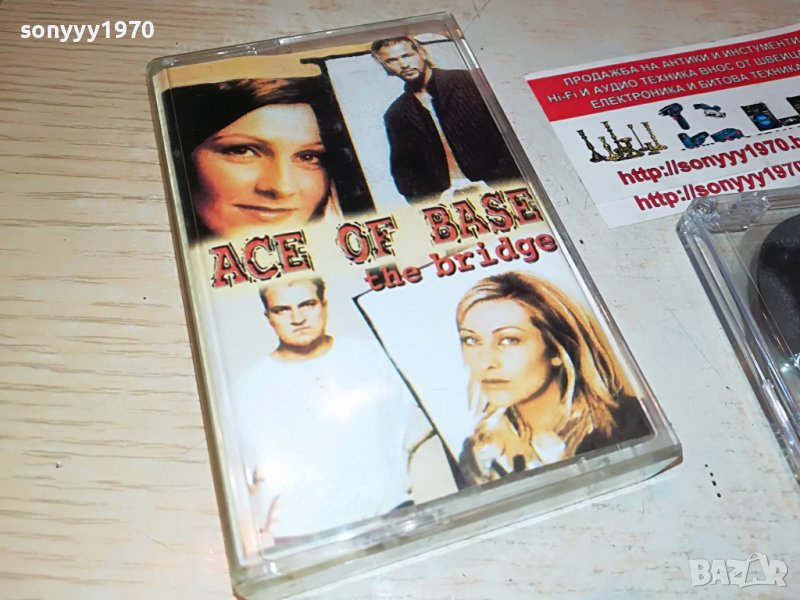 sonyyy1970
ПРОДАЖБА НА АНТИКИ И ИНСТУМЕНТИ
Hi-Fi И АУДИО ТЕХНИКА ВНОС ОТ ШВЕЙЦ
ЕЛЕКТРОНИКА И БИТОВА ТЕХНИКА
http://sonyyy1970.b
http://sonyyy1970.
ACE OF BASE
the bridge
BAZAR